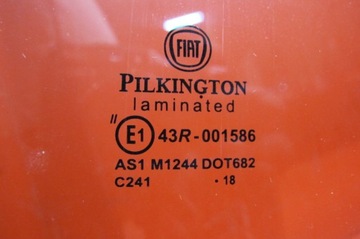 FIAT
PILKINGTON
laminated
II E1 43R-001586
AS1 M1244 DOT682
C241 · 18